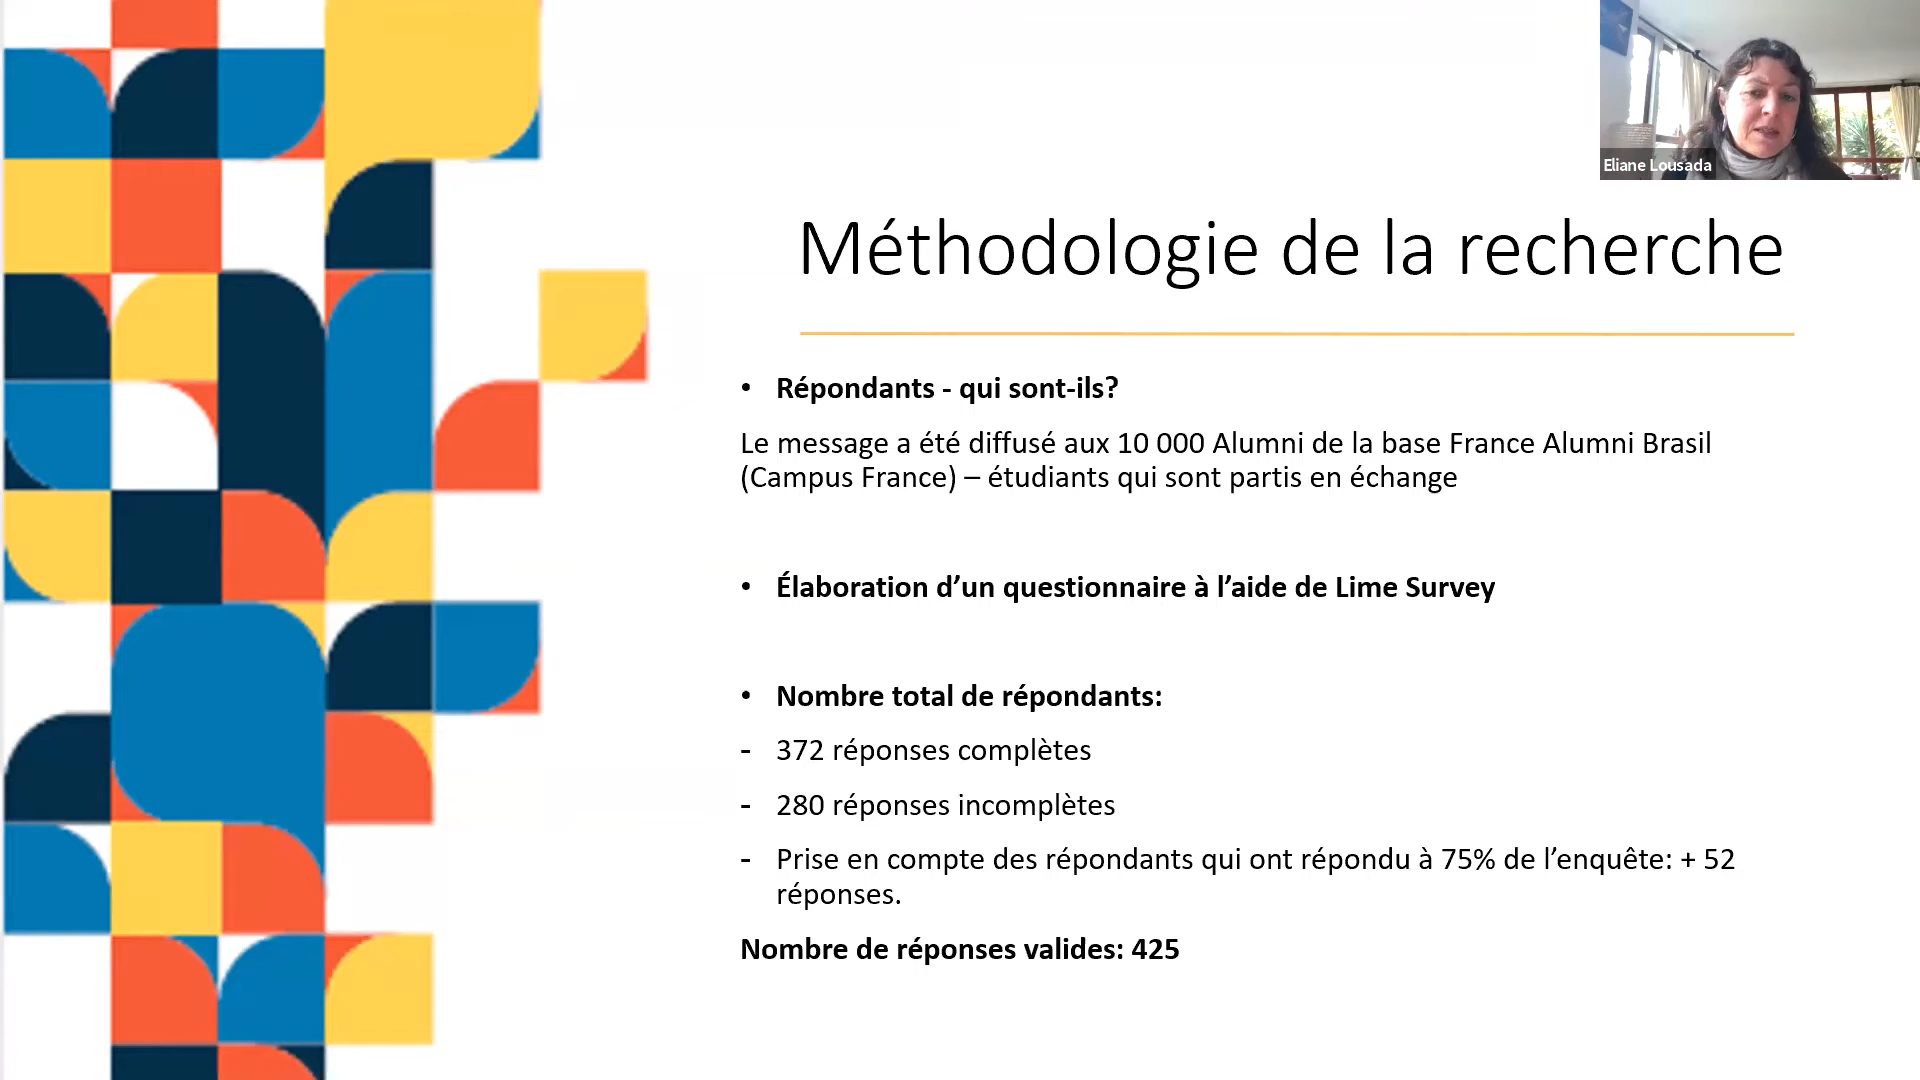 Eliane Lousada
Méthodologie de la recherche
• Répondants - qui sont-ils?
Le message a été diffusé aux 10 000 Alumni de la base France Alumni Brasil
(Campus France) – étudiants qui sont partis en échange
• Élaboration d’un questionnaire à l’aide de Lime Survey
• Nombre total de répondants:
- 372 réponses complètes
- 280 réponses incomplètes
- Prise en compte des répondants qui ont répondu à 75% de l’enquête: + 52
réponses.
Nombre de réponses valides: 425